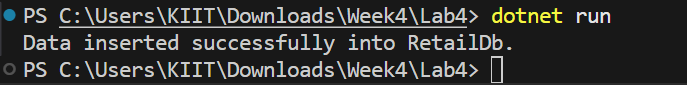 PS C:\Users\KIIT\Downloads\Week4\Lab4> dotnet run
Data inserted successfully into RetailDb.
PS C:\Users\KIIT\Downloads\Week4\Lab4>